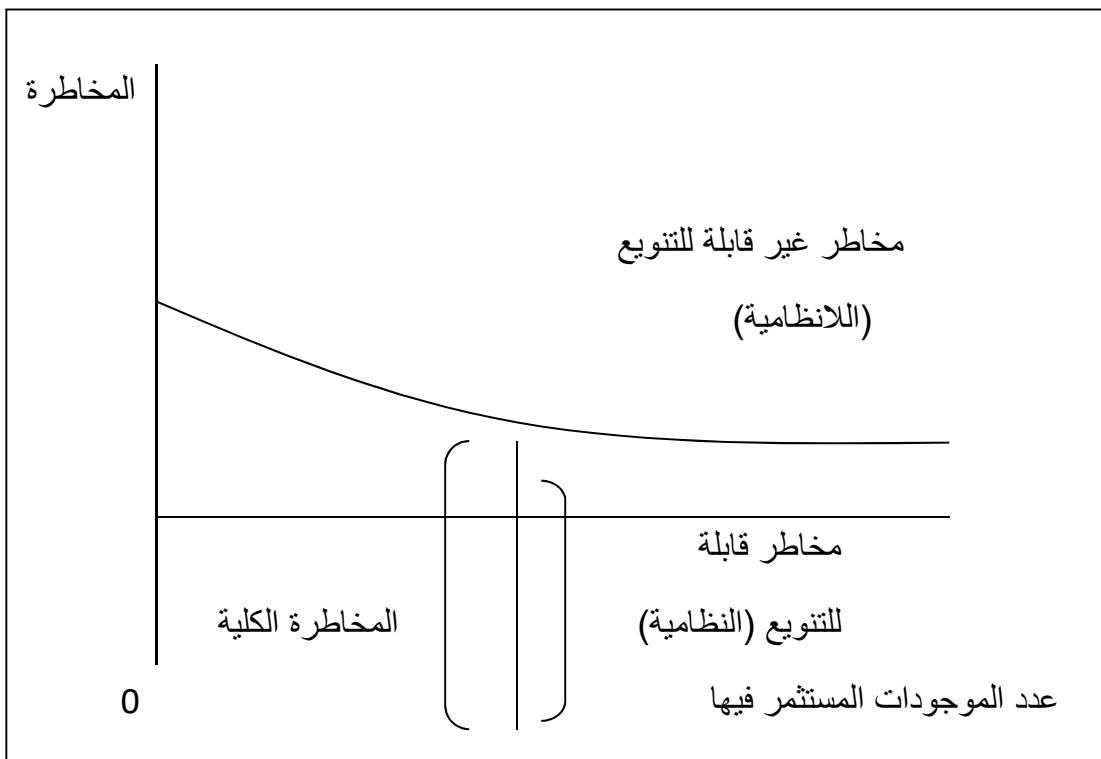 المخاطرة
مخاطر غير قابلة للتنويع
(اللانظامية)
مخاطر قابلة
للتنويع (النظامية)
المخاطرة الكلية
عدد الموجودات المستثمر فيها
0